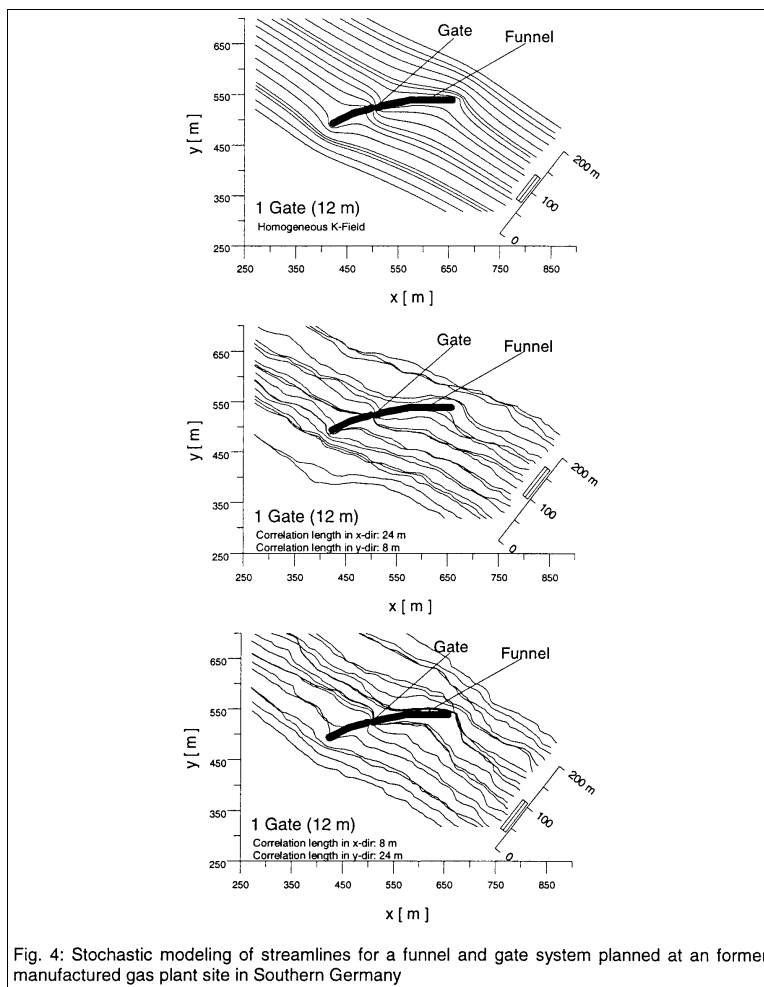 Gate
Funnel
650
550
450
350
250
y [ m ]
200 m
100
0
1 Gate (12 m)
Homogeneous K-Field
250 350 450 550 650 750 850
x [ m ]
Gate
Funnel
650
550
450
350
250
y [ m ]
200 m
100
0
1 Gate (12 m)
Correlation length in x-dir: 24 m
Correlation length in y-dir: 8 m
250 350 450 550 650 750 850
x [ m ]
Gate
Funnel
650
550
450
350
250
y [ m ]
200 m
100
0
1 Gate (12 m)
Correlation length in x-dir: 8 m
Correlation length in y-dir: 24 m
250 350 450 550 650 750 850
x [ m ]
Fig. 4: Stochastic modeling of streamlines for a funnel and gate system planned at an former
manufactured gas plant site in Southern Germany